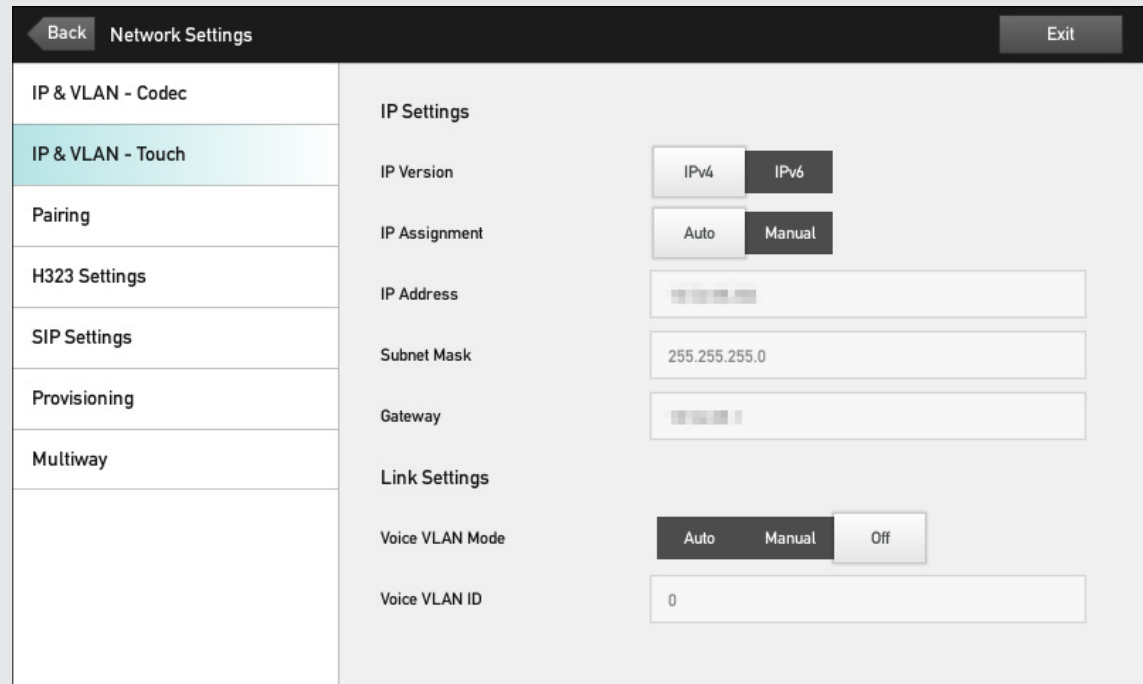 Back Network Settings Exit
IP & VLAN - Codec
IP & VLAN - Touch
Pairing
H323 Settings
SIP Settings
Provisioning
Multiway
IP Settings
IP Version IPv4 IPv6
IP Assignment Auto Manual
IP Address
Subnet Mask 255.255.255.0
Gateway
Link Settings
Voice VLAN Mode Auto Manual Off
Voice VLAN ID 0